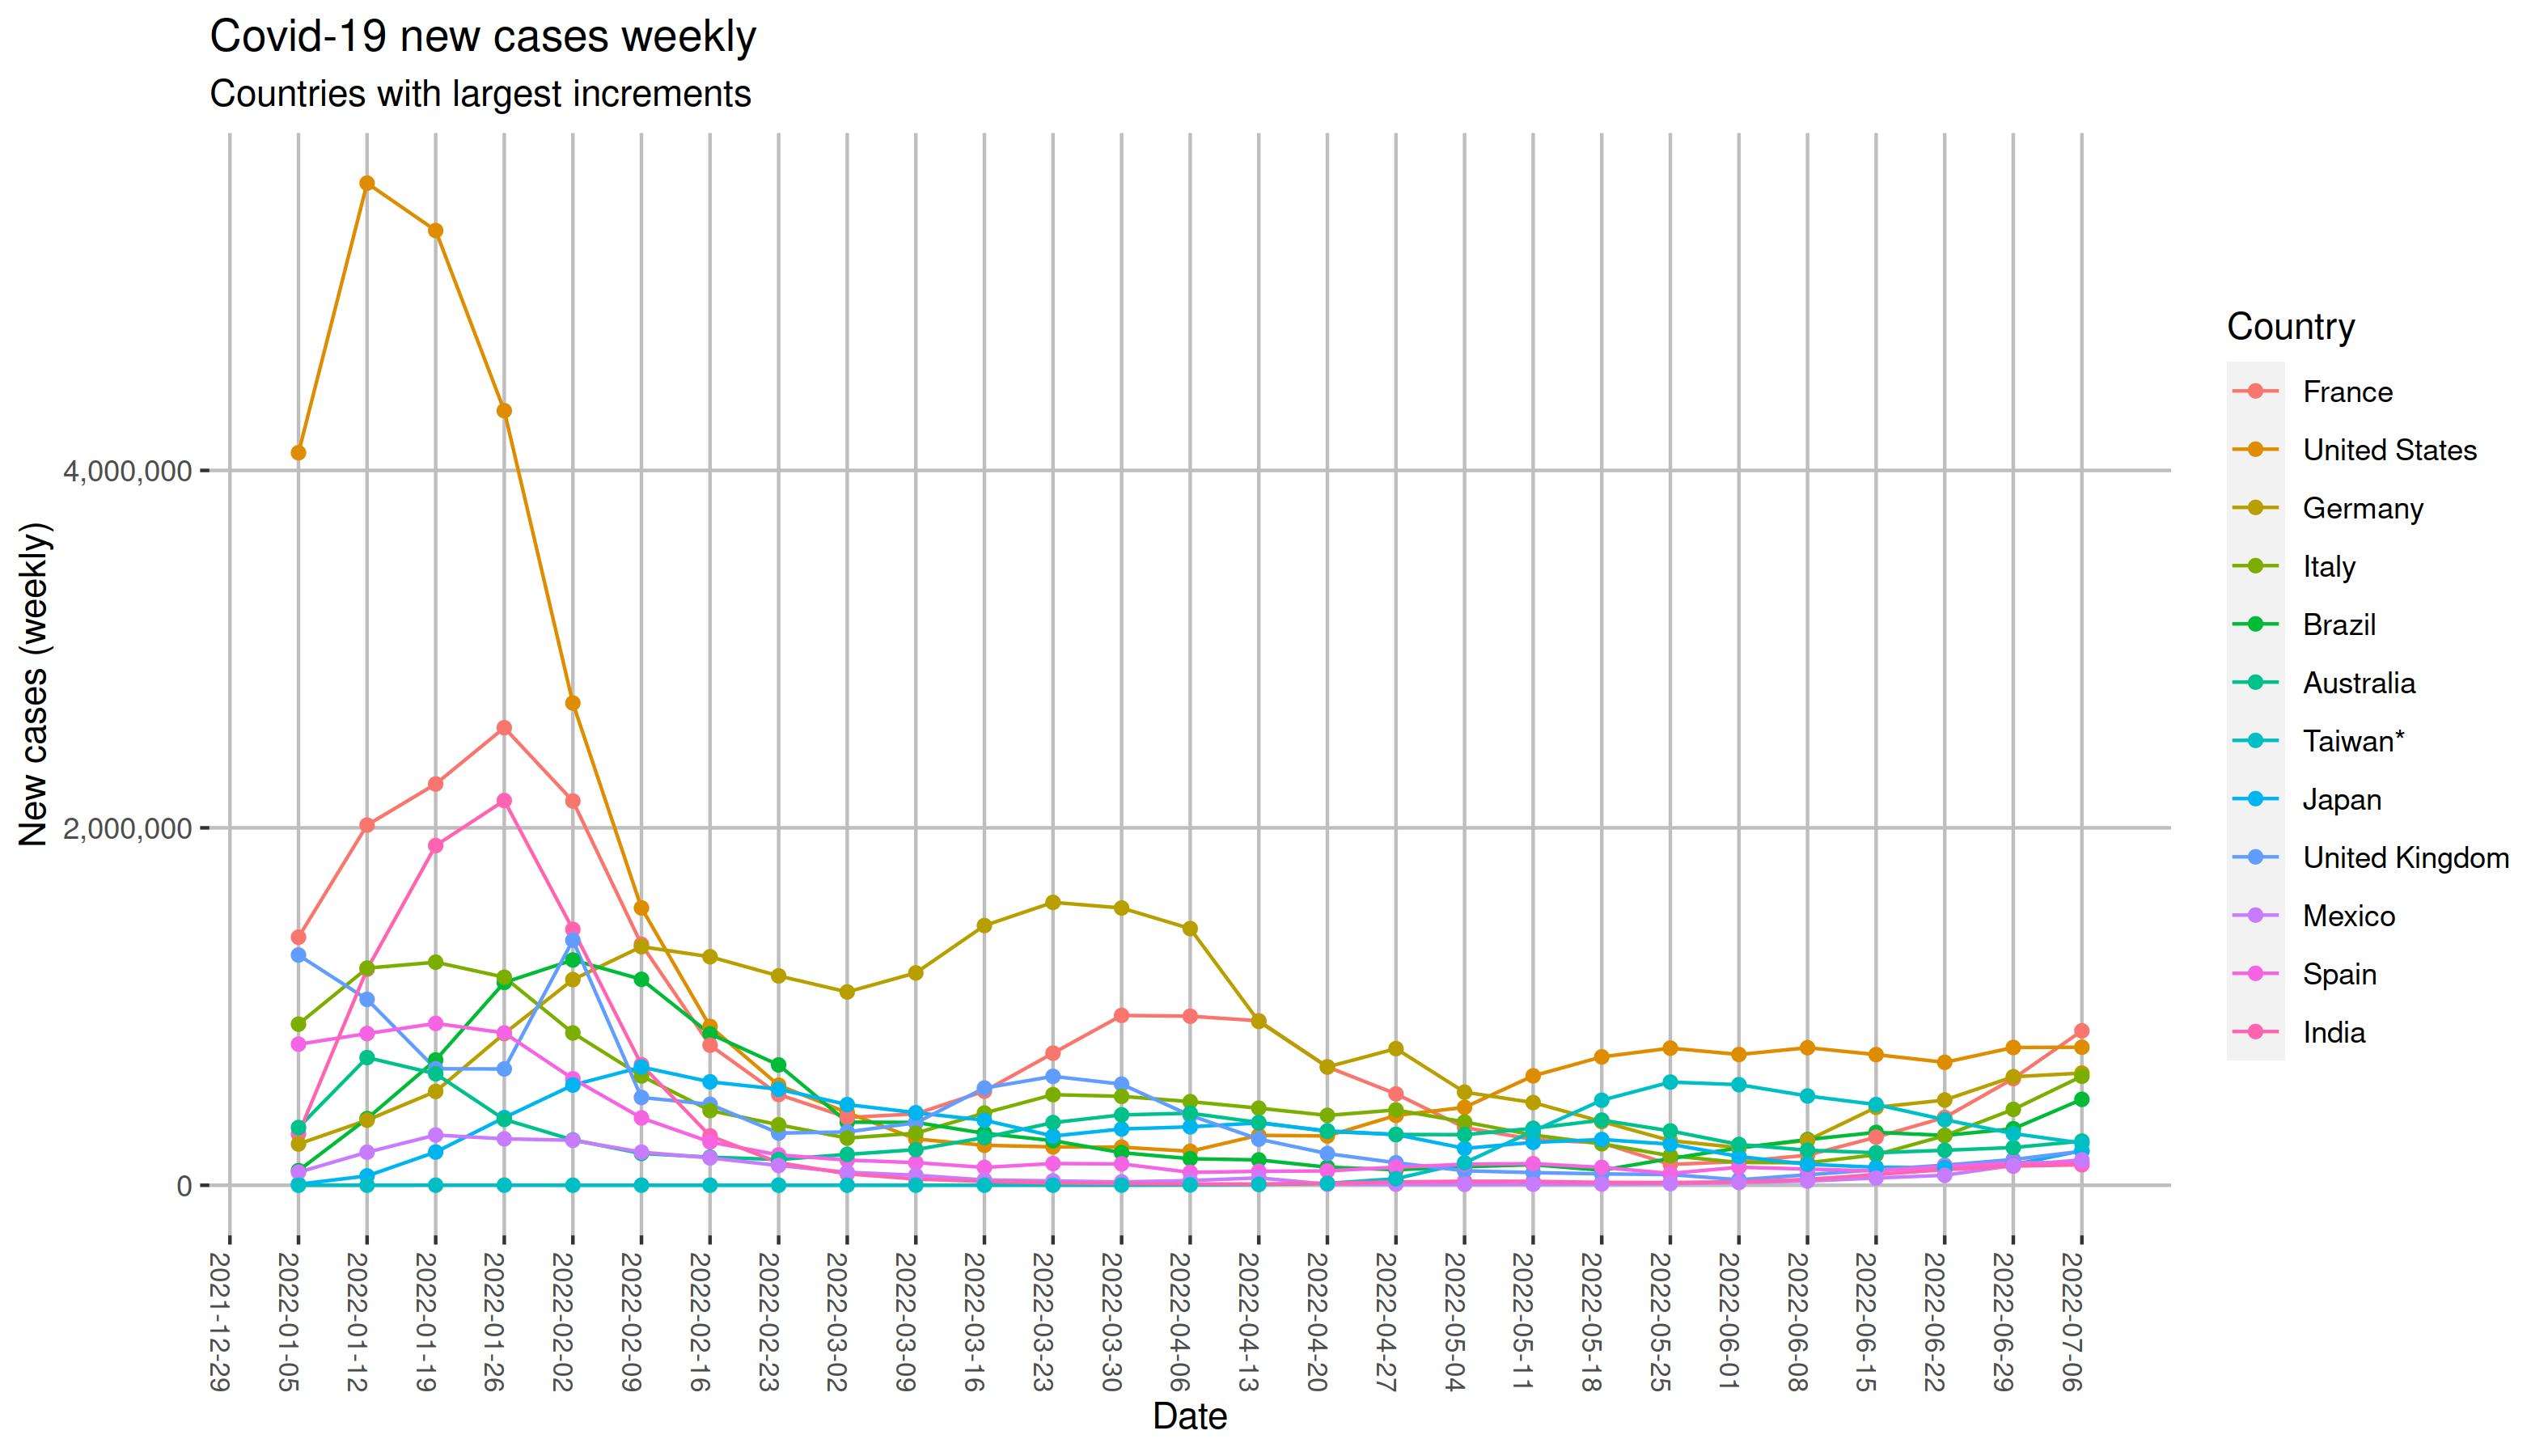 Covid-19 new cases weekly
Countries with largest increments
New cases (weekly)
4,000,000
2,000,000
0
2021-12-29
2022-01-05
2022-01-12
2022-01-19
2022-01-26
2022-02-02
2022-02-09
2022-02-16
2022-02-23
2022-03-02
2022-03-09
2022-03-16
2022-03-23
2022-03-30
2022-04-06
2022-04-13
2022-04-20
2022-04-27
2022-05-04
2022-05-11
2022-05-18
2022-05-25
2022-06-01
2022-06-08
2022-06-15
2022-06-22
2022-06-29
2022-07-06
Date
Country
France
United States
Germany
Italy
Brazil
Australia
Taiwan*
Japan
United Kingdom
Mexico
Spain
India